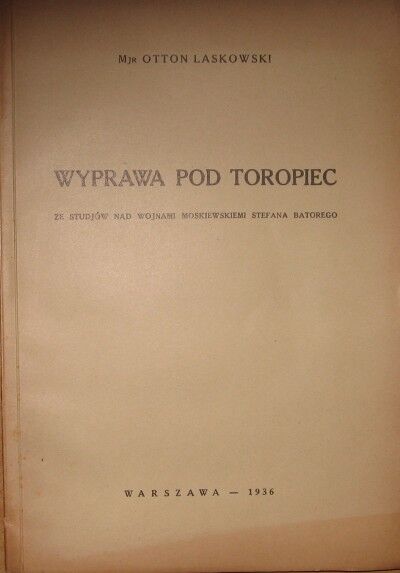 Mjr OTTON LASKOWSKI
WYPRAWA POD TOROPIEC
ZE STUDJÓW NAD WOJNAMI MOSKIEWSKIEMI STEFANA BATOREGO
WARSZAWA — 1936